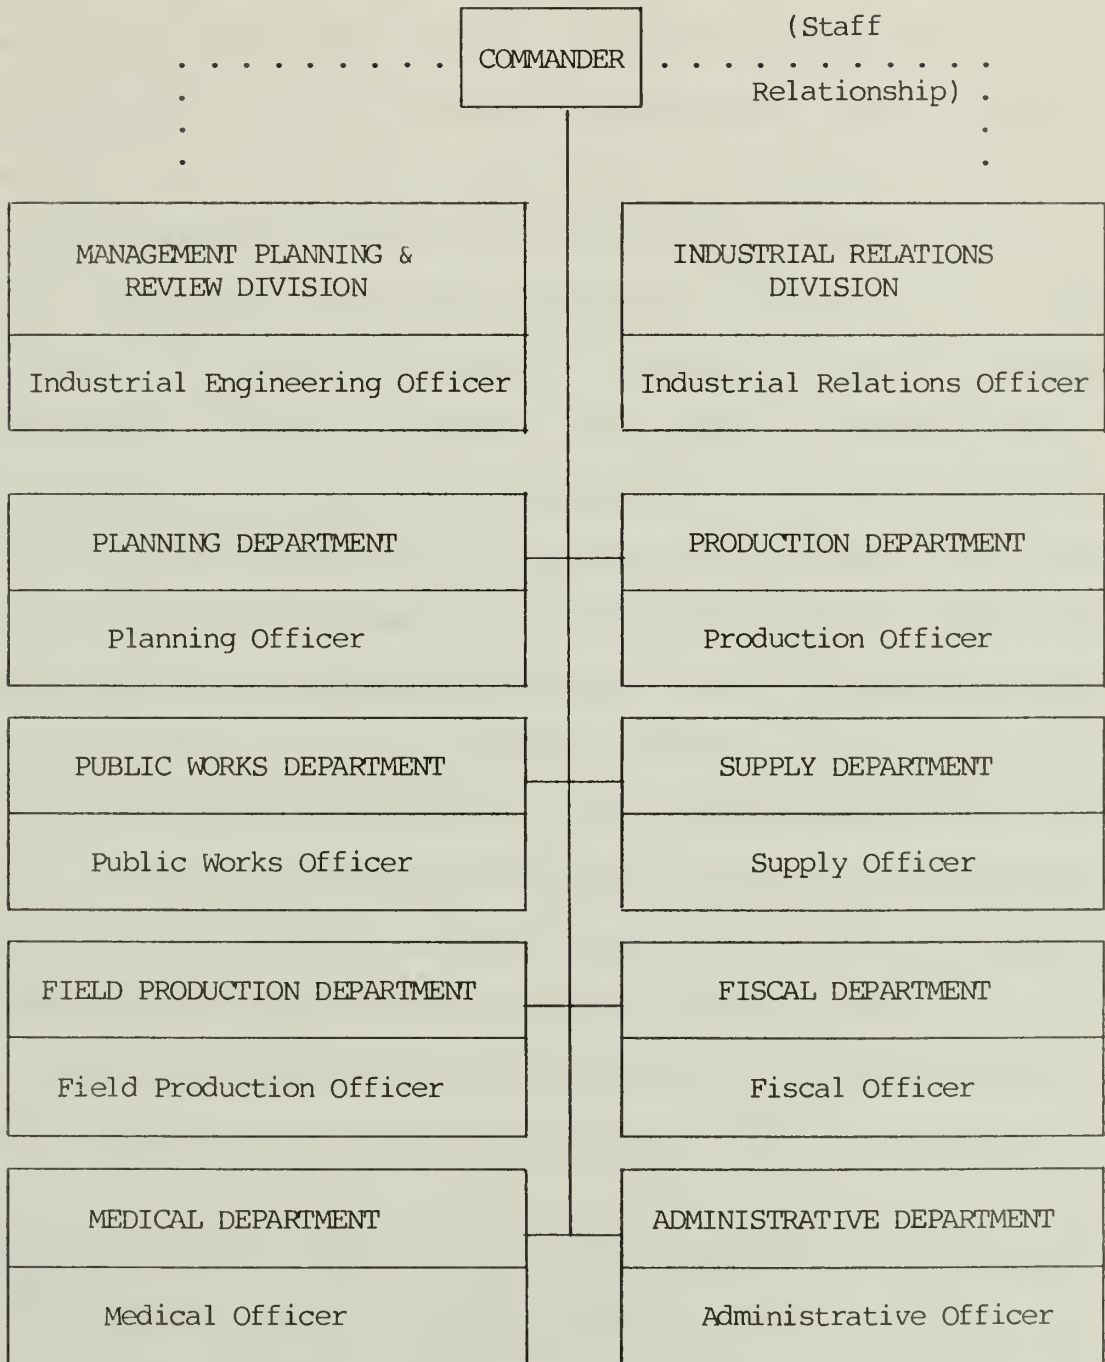 (Staff
COMMANDER
Relationship)
MANAGEMENT PLANNING &
REVIEW DIVISION
Industrial Engineering Officer
INDUSTRIAL RELATIONS
DIVISION
Industrial Relations Officer
PLANNING DEPARTMENT
Planning Officer
PRODUCTION DEPARTMENT
Production Officer
PUBLIC WORKS DEPARTMENT
Public Works Officer
SUPPLY DEPARTMENT
Supply Officer
FIELD PRODUCTION DEPARTMENT
Field Production Officer
FISCAL DEPARTMENT
Fiscal Officer
MEDICAL DEPARTMENT
Medical Officer
ADMINISTRATIVE DEPARTMENT
Administrative Officer